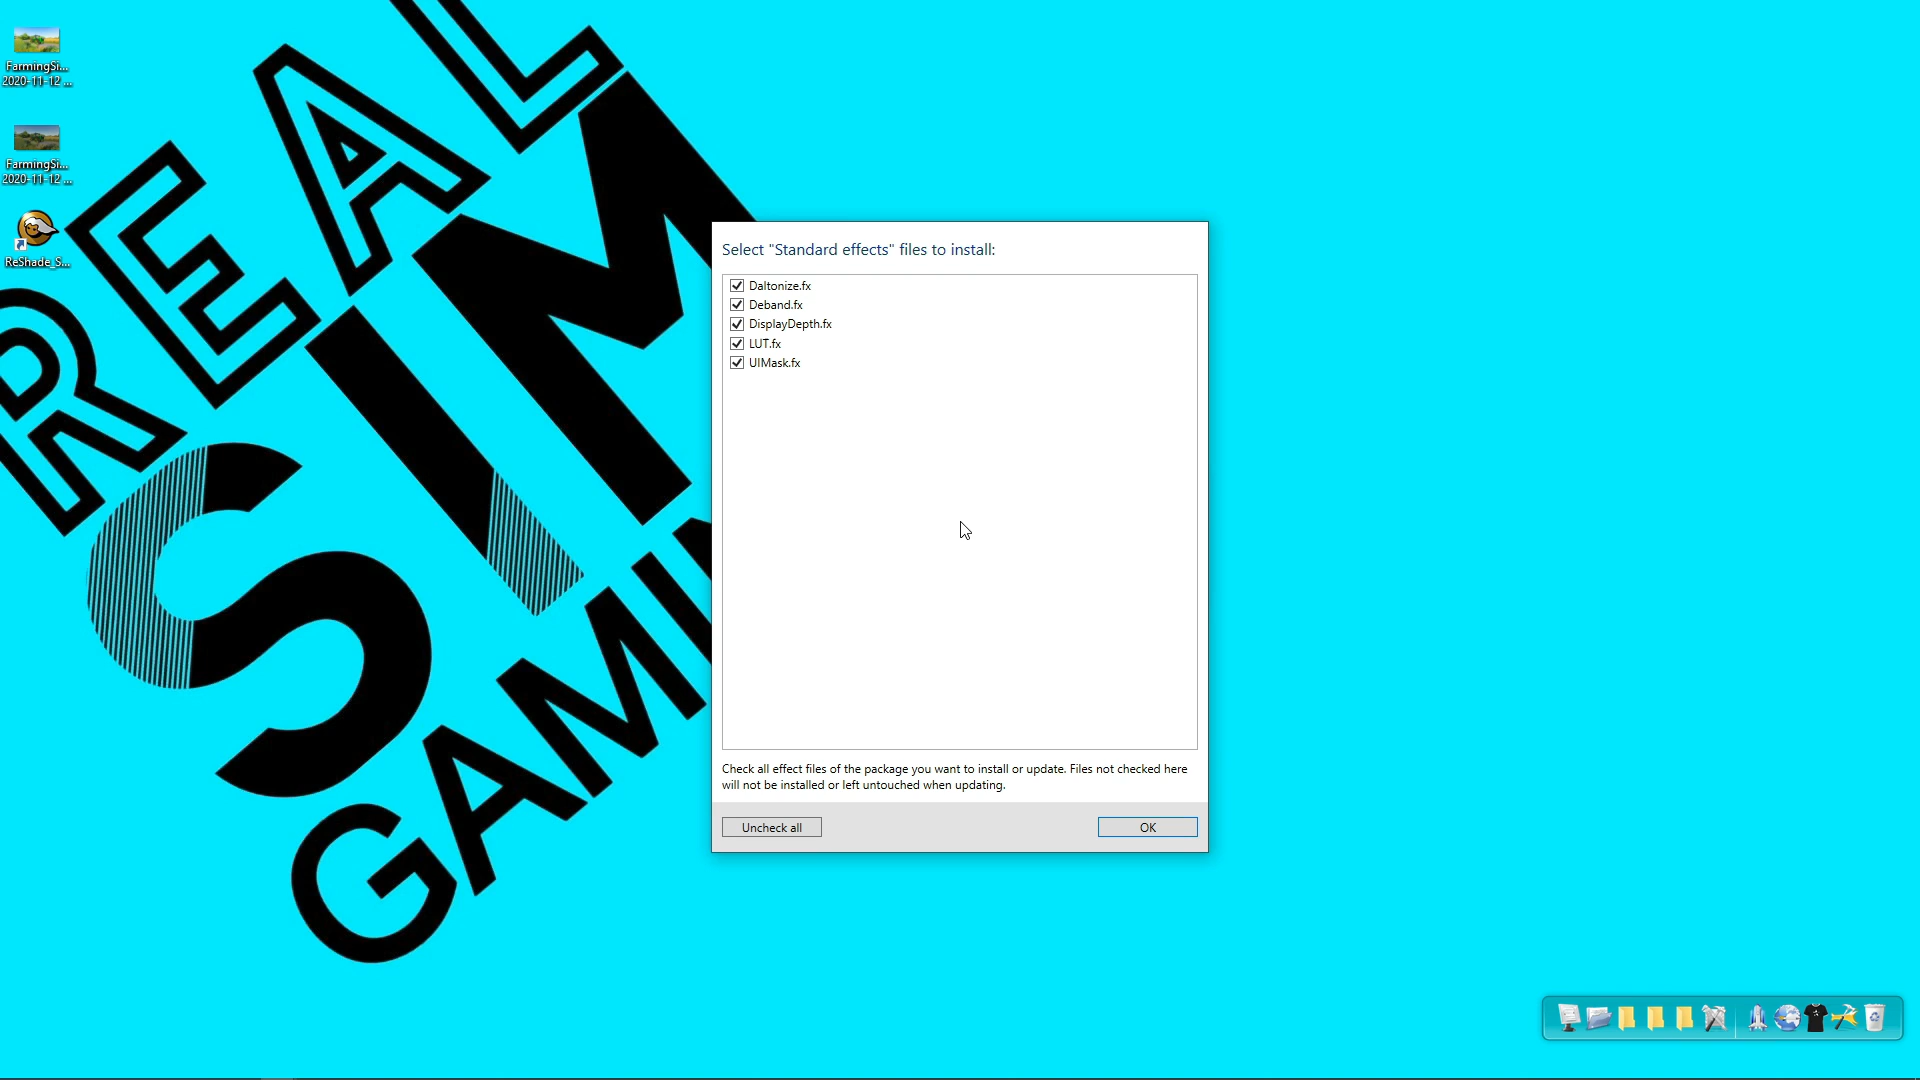 FarmingSi...
2020-11-12 ...
FarmingSi...
2020-11-12 ...
ReShade_S...
REAL
SIM
GAMIN
Select "Standard effects" files to install:
Daltonize.fx
Deband.fx
DisplayDepth.fx
LUT.fx
UIMask.fx
Check all effect files of the package you want to install or update. Files not checked here
will not be installed or left untouched when updating.
Uncheck all
OK